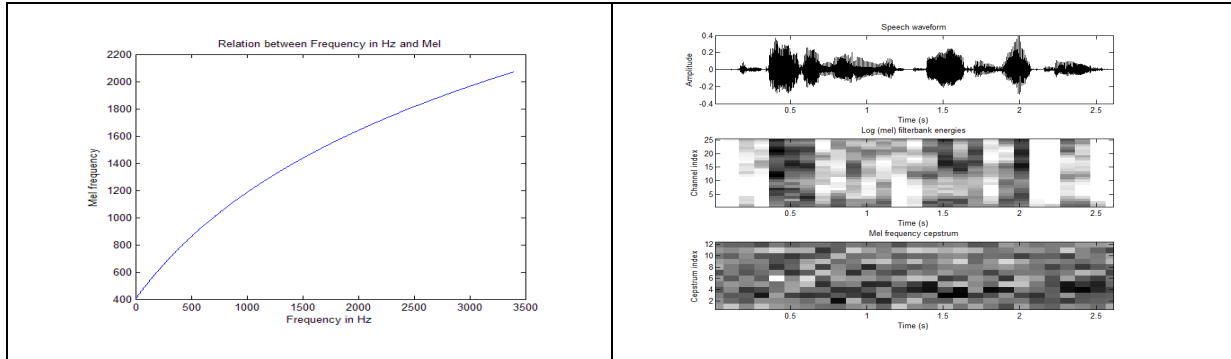 Relation between Frequency in Hz and Mel
2200
2000
1800
1600
1400
1200
1000
800
600
400
Mel frequency
0 500 1000 1500 2000 2500 3000 3500
Frequency in Hz
Speech waveform
0.4
0.2
0
-0.2
-0.4
Amplitude
0.5 1 1.5 2 2.5
Time (s)
Log (mel) filterbank energies
25
20
15
10
5
Channel index
0.5 1 1.5 2 2.5
Time (s)
Mel frequency cepstrum
12
10
8
6
4
2
Cepstrum index
0.5 1 1.5 2 2.5
Time (s)